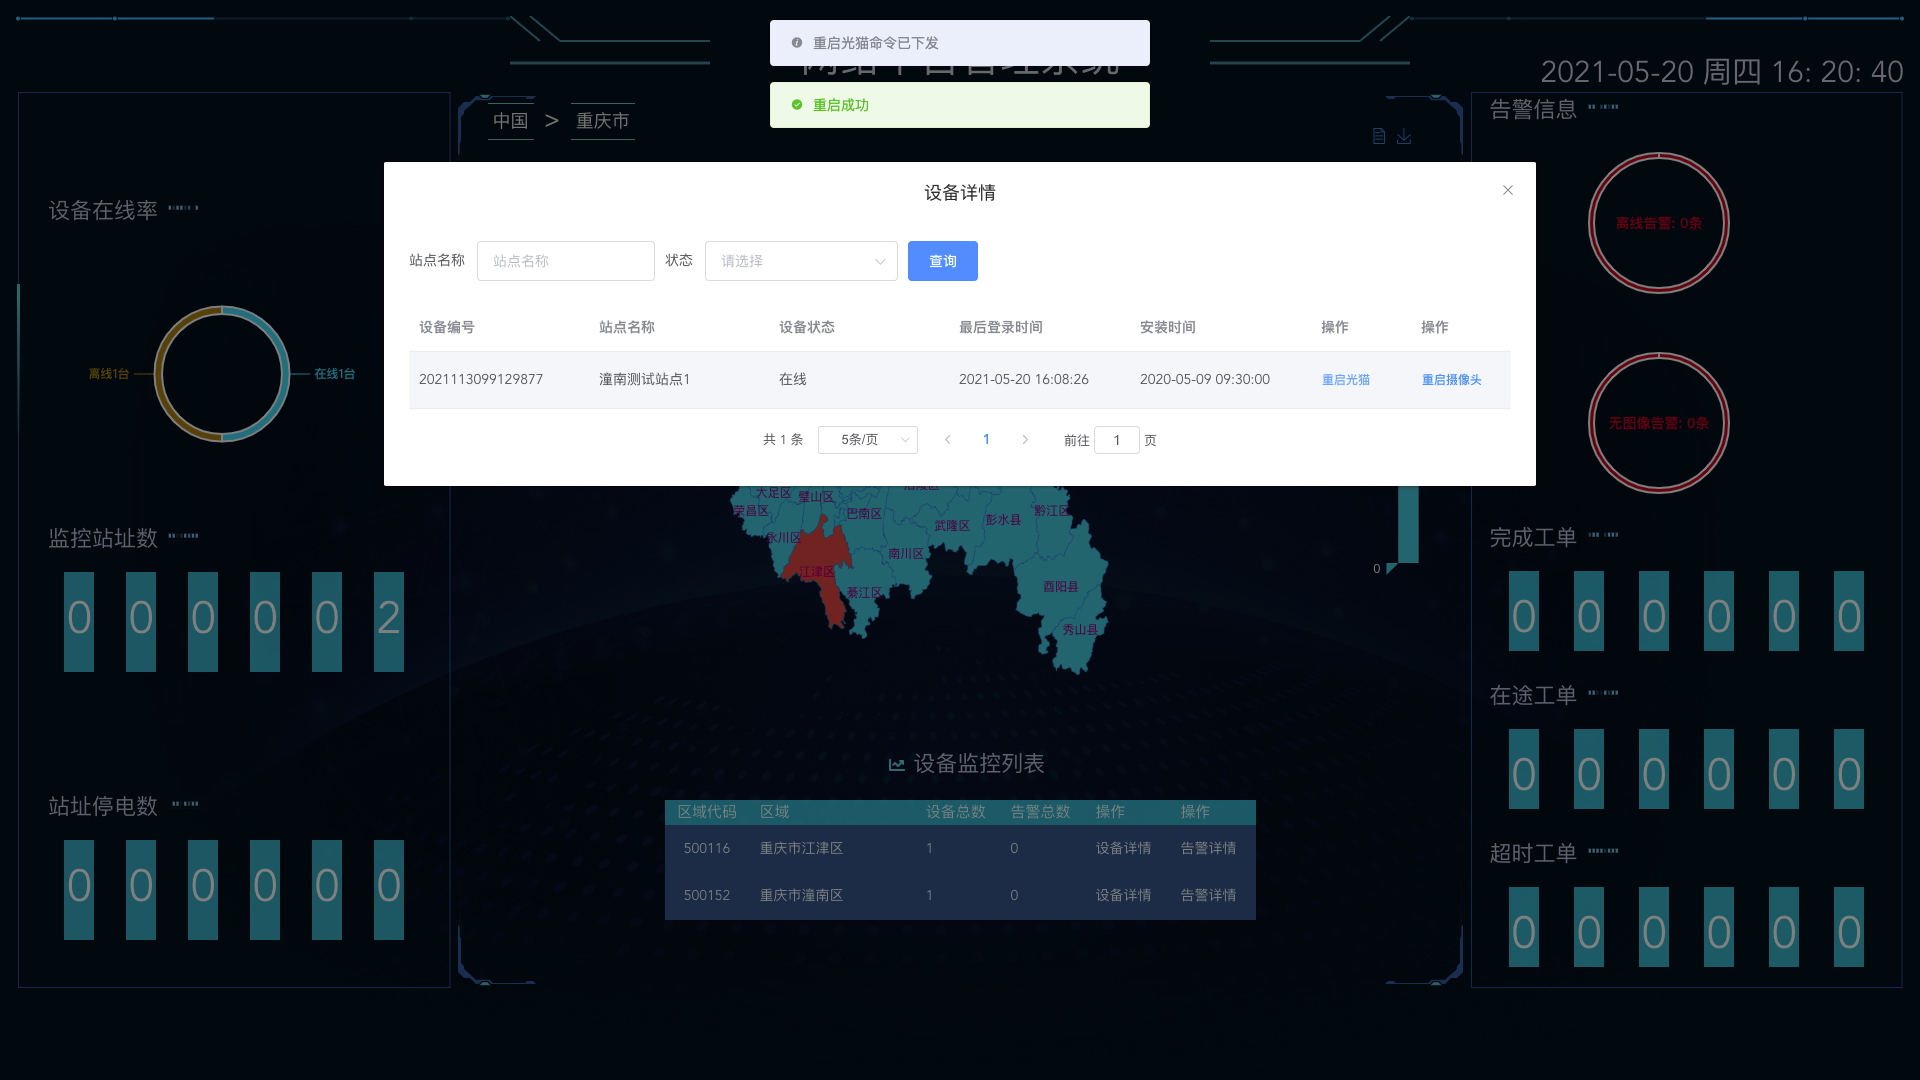 重启光猫命令已下发
重启成功
2021-05-20 周四 16: 20: 40
中国 > 重庆市
告警信息
设备在线率
离线1台
在线1台
离线告警: 0条
无图像告警: 0条
设备详情
站点名称 站点名称 状态 请选择 查询
设备编号 站点名称 设备状态 最后登录时间 安装时间 操作 操作
2021113099129877 潼南测试站点1 在线 2021-05-20 16:08:26 2020-05-09 09:30:00 重启光猫 重启摄像头
共 1 条 5条/页 1 前往 1 页
大足区 璧山区
荣昌区
巴南区
武隆区
彭水县
黔江区
永川区
南川区
江津区
綦江区
酉阳县
秀山县
0
监控站址数
0 0 0 0 0 2
站址停电数
0 0 0 0 0 0
设备监控列表
区域代码 区域 设备总数 告警总数 操作 操作
500116 重庆市江津区 1 0 设备详情 告警详情
500152 重庆市潼南区 1 0 设备详情 告警详情
完成工单
0 0 0 0 0 0
在途工单
0 0 0 0 0 0
超时工单
0 0 0 0 0 0